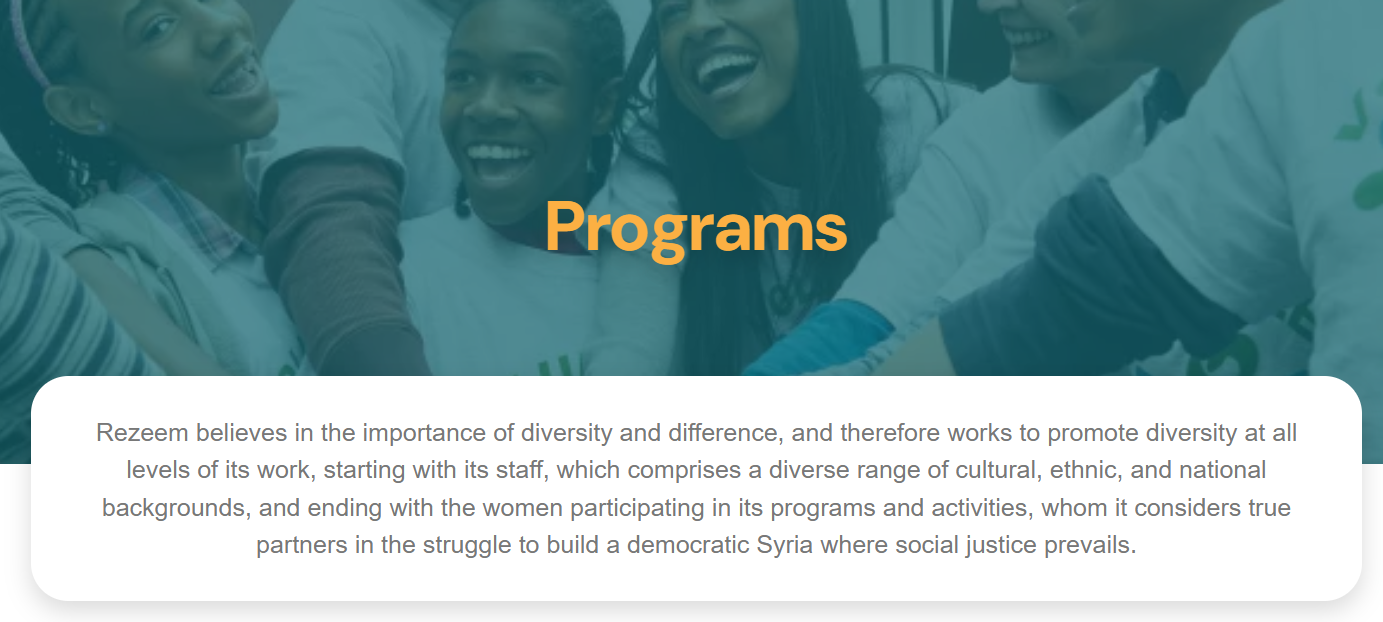 Programs
Rezeem believes in the importance of diversity and difference, and therefore works to promote diversity at all
levels of its work, starting with its staff, which comprises a diverse range of cultural, ethnic, and national
backgrounds, and ending with the women participating in its programs and activities, whom it considers true
partners in the struggle to build a democratic Syria where social justice prevails.